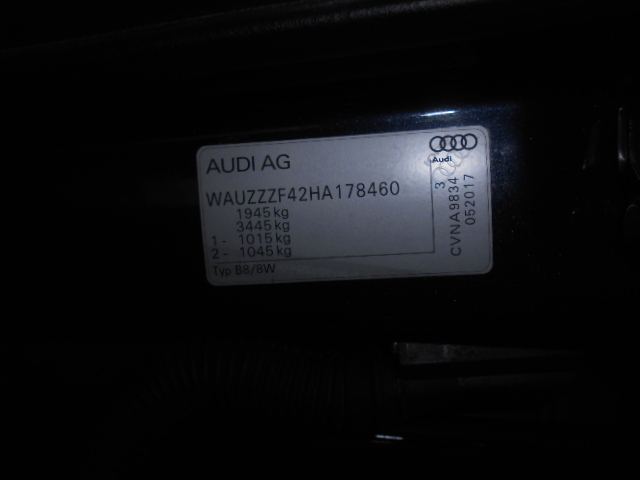 AUDI AG
Audi
WAUZZZF42HA178460
1945 kg
3445 kg
1 - 1015 kg
2 - 1045 kg
Typ B8/8W
3
CVNA9834
052017